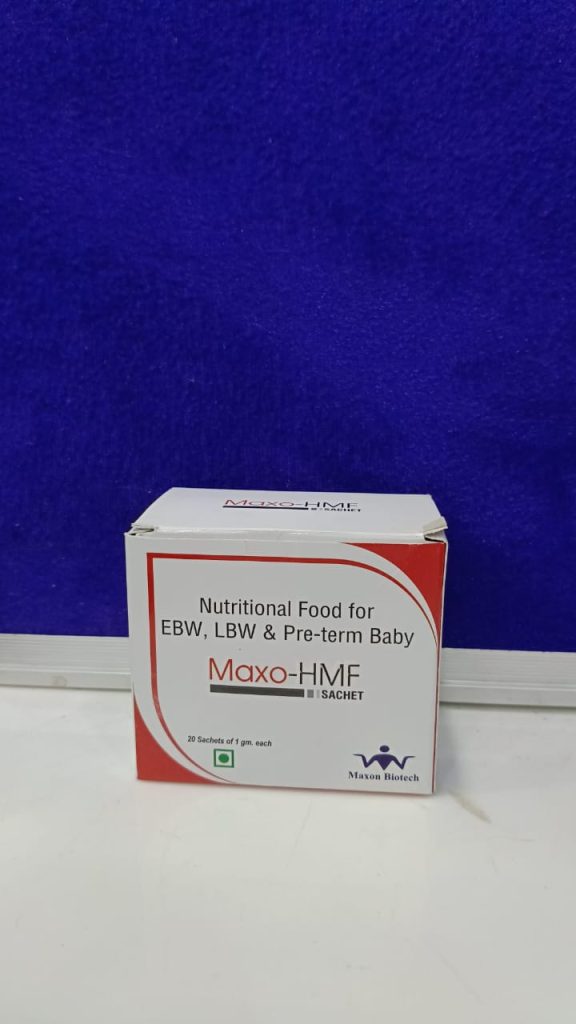 Maxo-HMF
SACHET
Nutritional Food for
EBW, LBW & Pre-term Baby
Maxo-HMF
SACHET
20 Sachets of 1 gm. each
Maxon Biotech